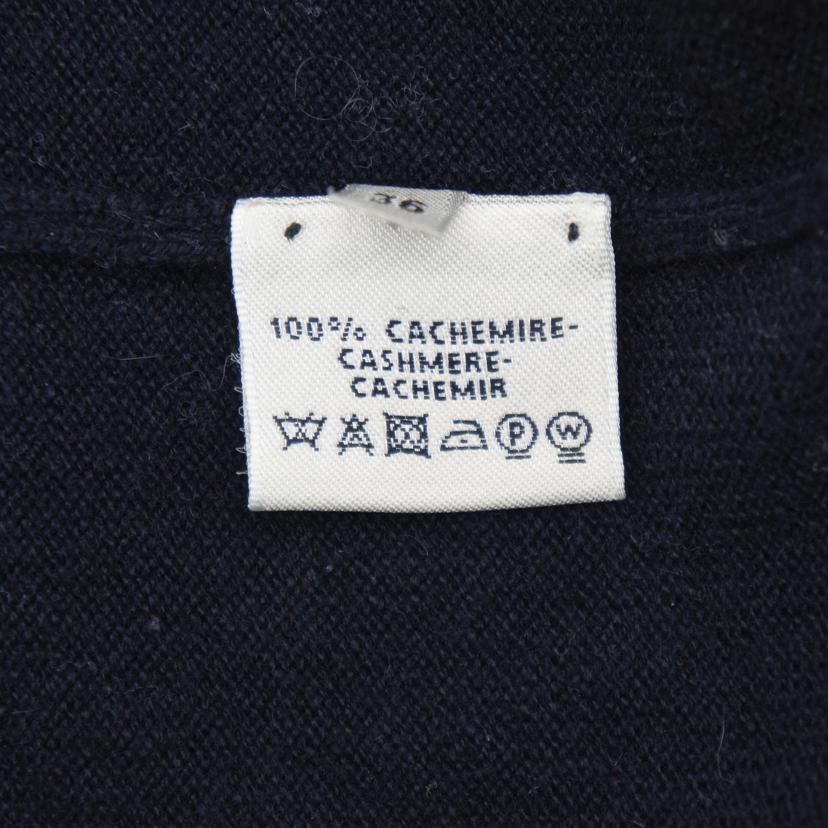 36
100% CACHEMIRE-
CASHMERE-
CACHEMIR
P W